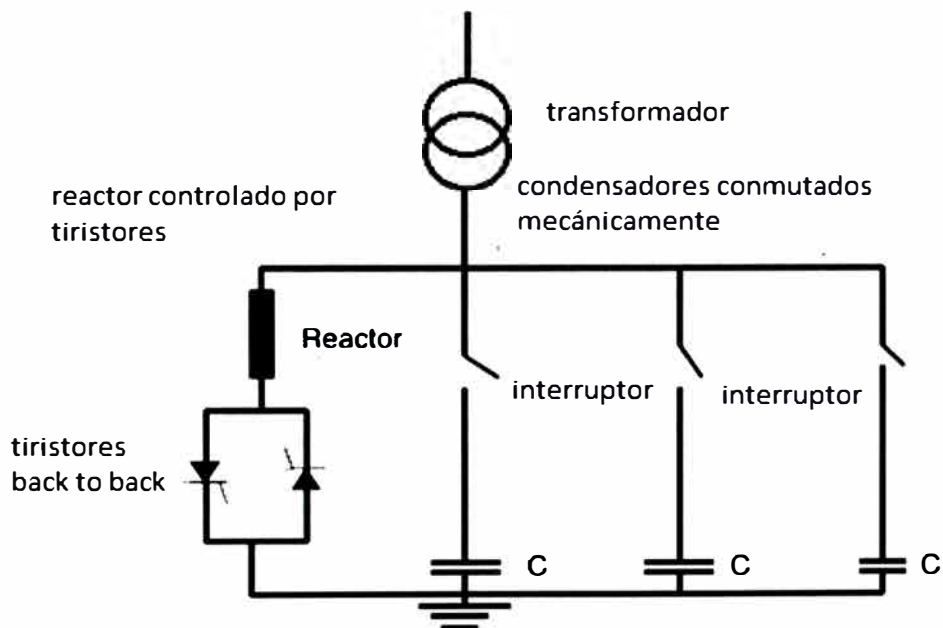 transformador
condensadores conmutados
mecánicamente
reactor controlado por
tiristores
Reactor
interruptor
interruptor
tiristores
back to back
C
C
C